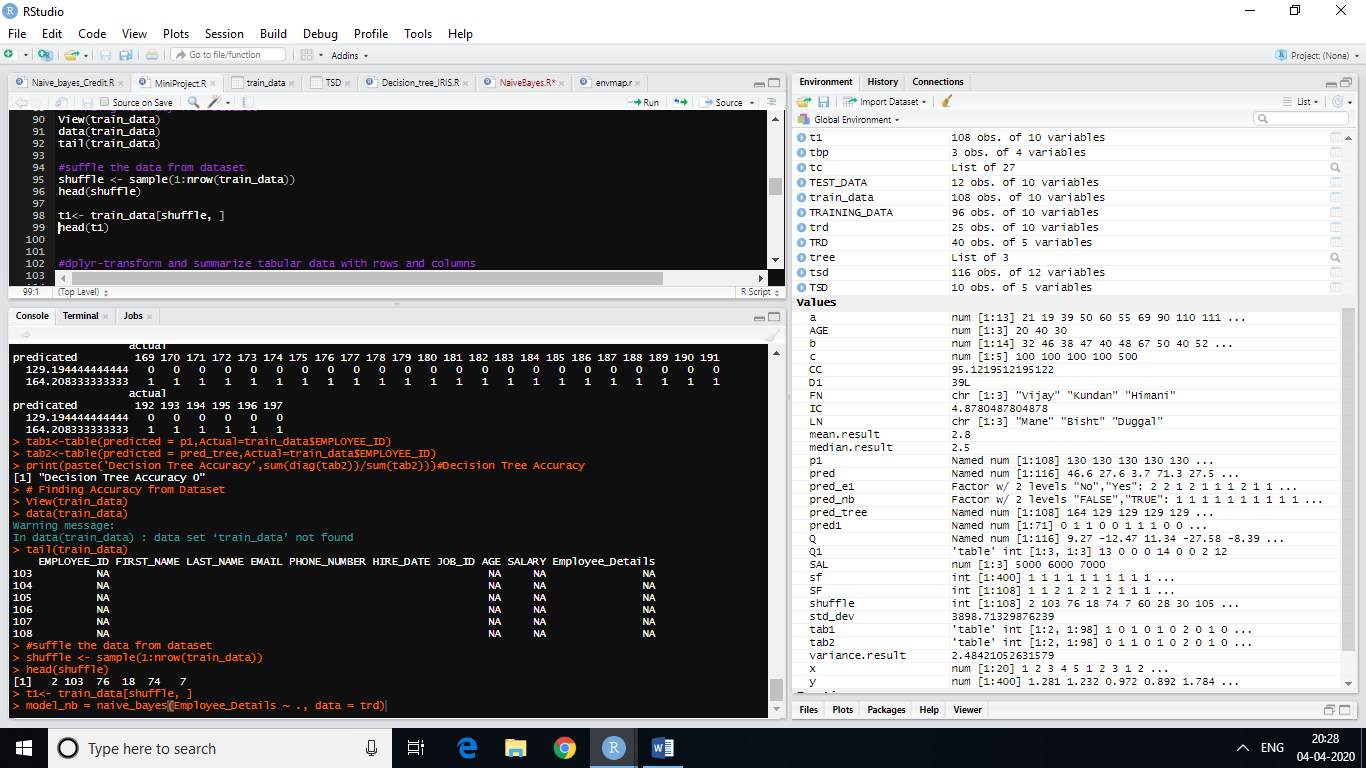 RStudio
File Edit Code View Plots Session Build Debug Profile Tools Help
Go to file/function Addins Project: (None)
Naive_bayes_Credit.R MiniProject.R train_data TSD Decision_tree_IRIS.R NaiveBayes.R* envmap.r
Source on Save Run Source
90 View(train_data)
91 data(train_data)
92 tail(train_data)
93
94 #suffle the data from dataset
95 shuffle <- sample(1:nrow(train_data))
96 head(shuffle)
97
98 t1<- train_data[shuffle, ]
99 head(t1)
100
101
102 #dplyr-transform and summarize tabular data with rows and columns
103
99:1 (Top Level) R Script
Console Terminal Jobs
actual
predicated 169 170 171 172 173 174 175 176 177 178 179 180 181 182 183 184 185 186 187 188 189 190 191
129.194444444444 0 0 0 0 0 0 0 0 0 0 0 0 0 0 0 0 0 0 0 0 0 0 0
164.208333333333 1 1 1 1 1 1 1 1 1 1 1 1 1 1 1 1 1 1 1 1 1 1 1
actual
predicated 192 193 194 195 196 197
129.194444444444 0 0 0 0 0 0
164.208333333333 1 1 1 1 1 1
> tab1<-table(predicted = p1,Actual=train_data$EMPLOYEE_ID)
> tab2<-table(predicted = pred_tree,Actual=train_data$EMPLOYEE_ID)
> print(paste('Decision Tree Accuracy',sum(diag(tab2))/sum(tab2)))#Decision Tree Accuracy
[1] "Decision Tree Accuracy 0"
> # Finding Accuracy from Dataset
> View(train_data)
> data(train_data)
Warning message:
In data(train_data) : data set ‘train_data’ not found
> tail(train_data)
EMPLOYEE_ID FIRST_NAME LAST_NAME EMAIL PHONE_NUMBER HIRE_DATE JOB_ID AGE SALARY Employee_Details
103 NA NA NA NA
104 NA NA NA NA
105 NA NA NA NA
106 NA NA NA NA
107 NA NA NA NA
108 NA NA NA NA
> #suffle the data from dataset
> shuffle <- sample(1:nrow(train_data))
> head(shuffle)
[1] 2 103 76 18 74 7
> t1<- train_data[shuffle, ]
> model_nb = naive_bayes(Employee_Details ~ ., data = trd)
Environment History Connections
Import Dataset List
Global Environment
t1 108 obs. of 10 variables
tbp 3 obs. of 4 variables
tc List of 27
TEST_DATA 12 obs. of 10 variables
train_data 108 obs. of 10 variables
TRAINING_DATA 96 obs. of 10 variables
trd 25 obs. of 10 variables
TRD 40 obs. of 5 variables
tree List of 3
tsd 116 obs. of 12 variables
TSD 10 obs. of 5 variables
Values
a num [1:13] 21 19 39 50 60 55 69 90 110 111 ...
AGE num [1:3] 20 40 30
b num [1:14] 32 46 38 47 40 48 67 50 40 52 ...
c num [1:5] 100 100 100 100 500
CC 95.1219512195122
D1 39L
FN chr [1:3] "Vijay" "Kundan" "Himani"
IC 4.8780487804878
LN chr [1:3] "Mane" "Bisht" "Duggal"
mean.result 2.8
median.result 2.5
p1 Named num [1:108] 130 130 130 130 130 ...
pred Named num [1:116] 46.6 27.6 3.7 71.3 27.5 ...
pred_e1 Factor w/ 2 levels "No","Yes": 2 2 1 2 1 1 1 2 1 1 ...
pred_nb Factor w/ 2 levels "FALSE","TRUE": 1 1 1 1 1 1 1 1 1 1 ...
pred_tree Named num [1:108] 164 129 129 129 129 ...
pred1 Named num [1:71] 0 1 1 0 0 1 1 1 0 0 ...
Q Named num [1:116] 9.27 -12.47 11.34 -27.58 -8.39 ...
Q1 'table' int [1:3, 1:3] 13 0 0 0 14 0 0 2 12
SAL num [1:3] 5000 6000 7000
sf int [1:400] 1 1 1 1 1 1 1 1 1 1 ...
SF int [1:108] 1 1 2 1 2 1 2 1 1 1 ...
shuffle int [1:108] 2 103 76 18 74 7 60 28 30 105 ...
std_dev 3898.71329876239
tab1 'table' int [1:2, 1:98] 1 0 1 0 1 0 2 0 1 0 ...
tab2 'table' int [1:2, 1:98] 0 1 1 0 1 0 2 0 1 0 ...
variance.result 2.48421052631579
x num [1:20] 1 2 3 4 5 1 2 3 1 2 ...
y num [1:400] 1.281 1.232 0.972 0.892 1.784 ...
Files Plots Packages Help Viewer
Type here to search
ENG
20:28
04-04-2020